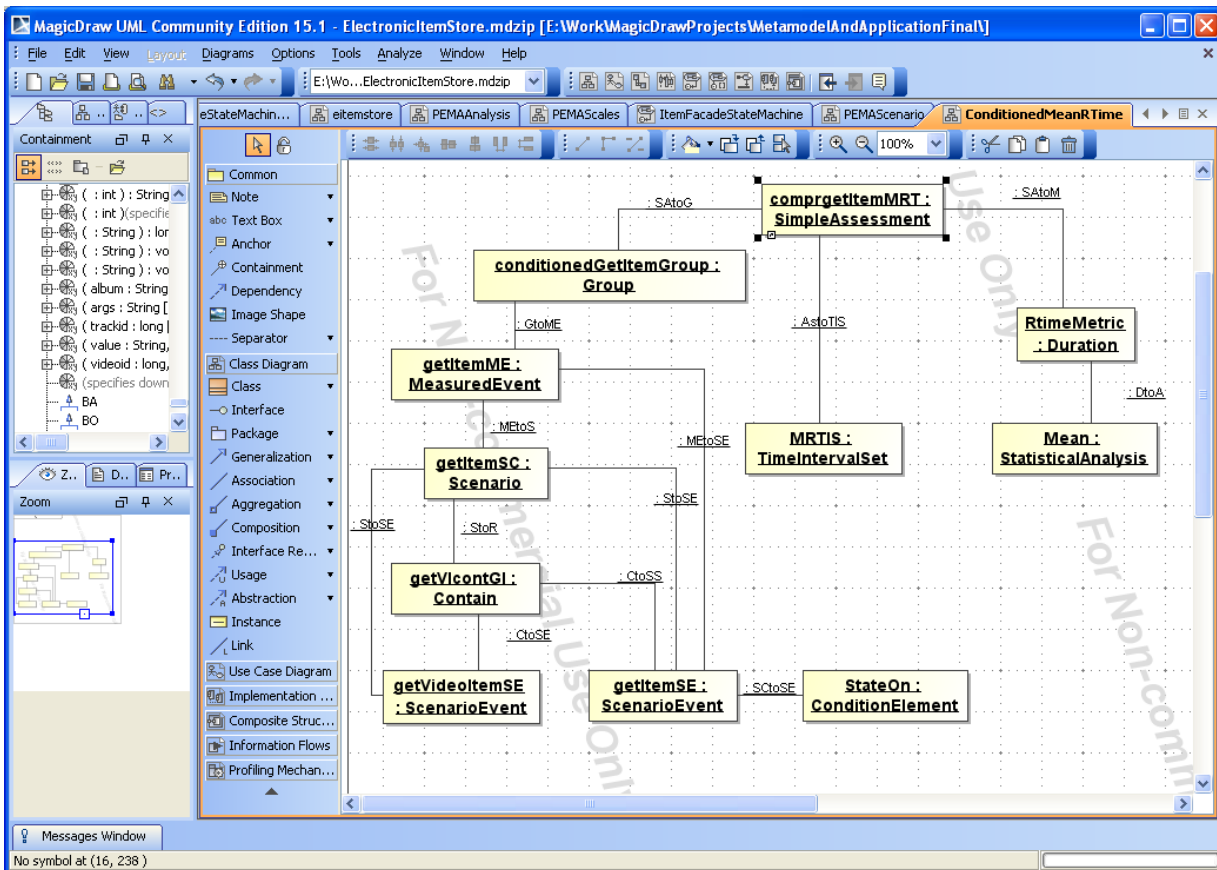 MagicDraw UML Community Edition 15.1 - ElectronicItemStore.mdzip [E:\Work\MagicDrawProjects\MetamodelAndApplicationFinal\]
File Edit View Layout Diagrams Options Tools Analyze Window Help
E:\Wo...ElectronicItemStore.mdzip
.. .. <>
eStateMachin... eitemstore PEMAAnalysis PEMAScales ItemFacadeStateMachine PEMAScenario ConditionedMeanRTime
Containment
100%
( : int ) : String
( : int )(specifie
( : String ) : lor
( : String ) : vo
( : String ) : vo
( album : String
( args : String [
( trackid : long [
( value : String,
( videoid : long,
(specifies down
BA
BO
Z.. D.. Pr..
Zoom
Common
Note
abc Text Box
Anchor
Containment
Dependency
Image Shape
Separator
Class Diagram
Class
Interface
Package
Generalization
Association
Aggregation
Composition
Interface Re...
Usage
Abstraction
Instance
Link
Use Case Diagram
Implementation ...
Composite Struc...
Information Flows
Profiling Mechan...
comprgetItemMRT :
SimpleAssessment
: SAtoG
: SAtoM
conditionedGetItemGroup :
Group
: GtoME
: AstoTIS
RtimeMetric
: Duration
getItemME :
MeasuredEvent
: DtoA
: MEtoS
: MEtoSE
MRTIS :
TimeIntervalSet
Mean :
StatisticalAnalysis
getItemSC :
Scenario
: StoSE
: StoSE
: StoR
getVIcontGI :
Contain
: CtoSS
: CtoSE
getVideoItemSE
: ScenarioEvent
getItemSE :
ScenarioEvent
: SCtoSE
StateOn :
ConditionElement
For N
mercial Use Only
Use Only
For Non-comm
Messages Window
No symbol at (16, 238 )